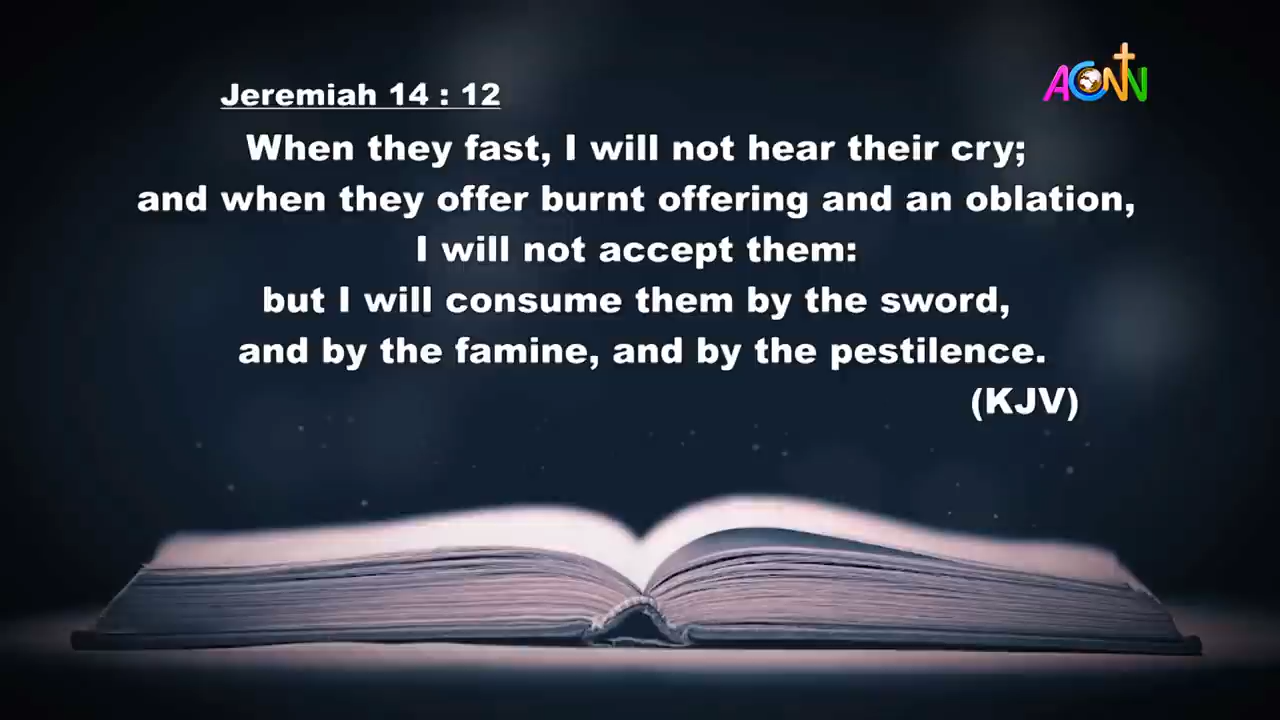 ACNN
Jeremiah 14 : 12
When they fast, I will not hear their cry;
and when they offer burnt offering and an oblation,
I will not accept them:
but I will consume them by the sword,
and by the famine, and by the pestilence.
(KJV)